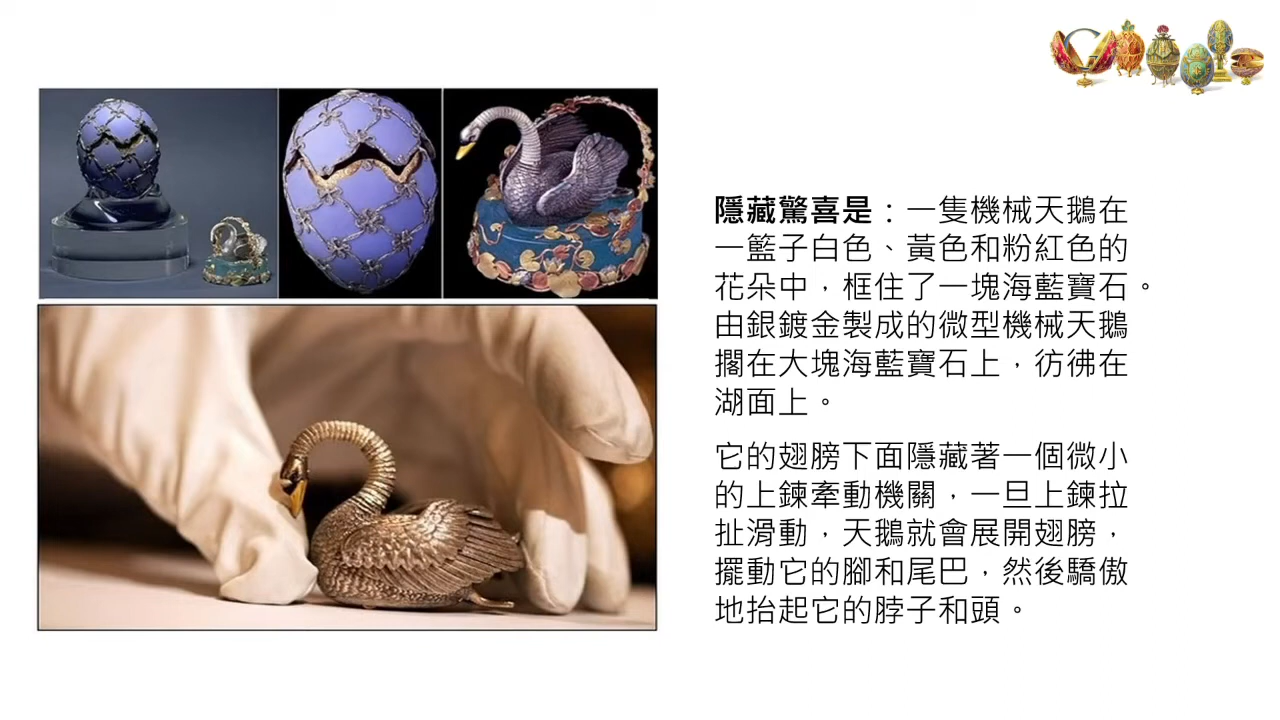 隱藏驚喜是：一隻機械天鵝在
一籃子白色、黃色和粉紅色的
花朵中，框住了一塊海藍寶石。
由銀鍍金製成的微型機械天鵝
擱在大塊海藍寶石上，彷彿在
湖面上。
它的翅膀下面隱藏著一個微小
的上鍊牽動機關，一旦上鍊拉
扯滑動，天鵝就會展開翅膀，
擺動它的腳和尾巴，然後驕傲
地抬起它的脖子和頭。